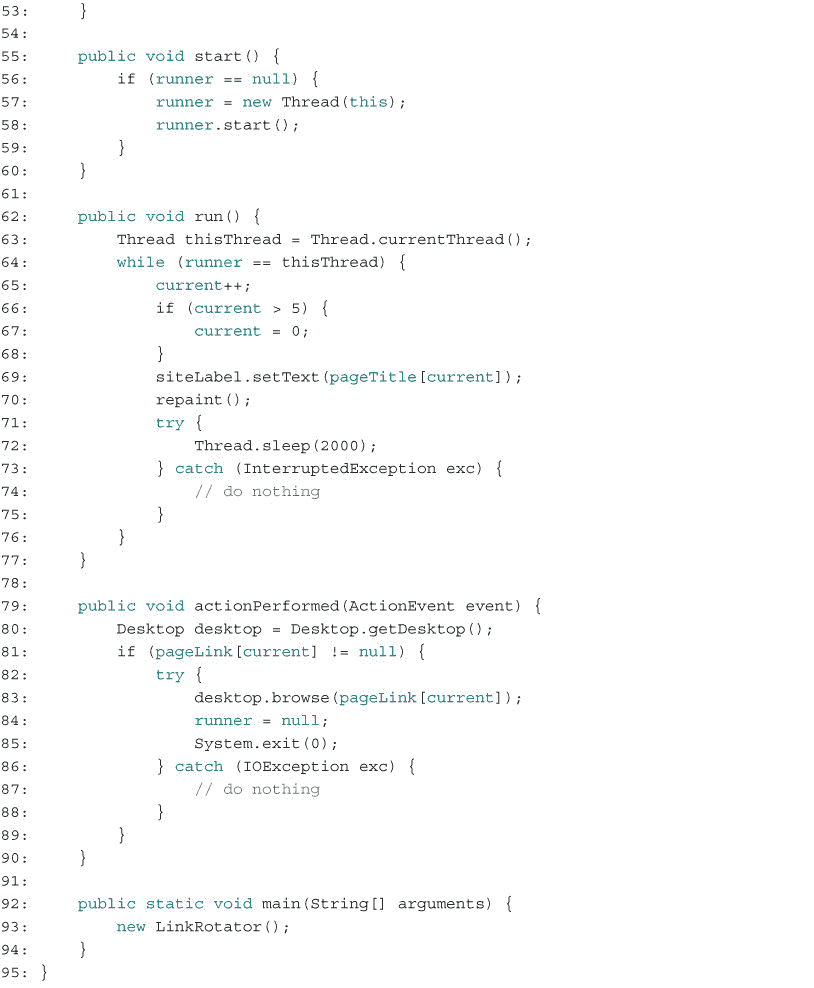 53:     }
54:
55:     public void start() {
56:         if (runner == null) {
57:             runner = new Thread(this);
58:             runner.start();
59:         }
60:     }
61:
62:     public void run() {
63:         Thread thisThread = Thread.currentThread();
64:         while (runner == thisThread) {
65:             current++;
66:             if (current > 5) {
67:                 current = 0;
68:             }
69:             siteLabel.setText(pageTitle[current]);
70:             repaint();
71:             try {
72:                 Thread.sleep(2000);
73:             } catch (InterruptedException exc) {
74:                 // do nothing
75:             }
76:         }
77:     }
78:
79:     public void actionPerformed(ActionEvent event) {
80:         Desktop desktop = Desktop.getDesktop();
81:         if (pageLink[current] != null) {
82:             try {
83:                 desktop.browse(pageLink[current]);
84:                 runner = null;
85:                 System.exit(0);
86:             } catch (IOException exc) {
87:                 // do nothing
88:             }
89:         }
90:     }
91:
92:     public static void main(String[] arguments) {
93:         new LinkRotator();
94:     }
95: }